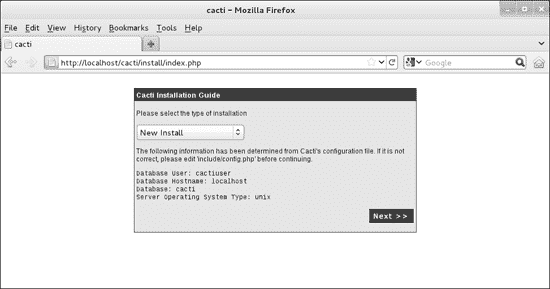 cacti - Mozilla Firefox
File Edit View History Bookmarks Tools Help
cacti
http://localhost/cacti/install/index.php
Google
Cacti Installation Guide
Please select the type of installation
New Install
The following information has been determined from Cacti's configuration file. If it is not
correct, please edit 'include/config.php' before continuing.
Database User: cactiuser
Database Hostname: localhost
Database: cacti
Server Operating System Type: unix
Next >>